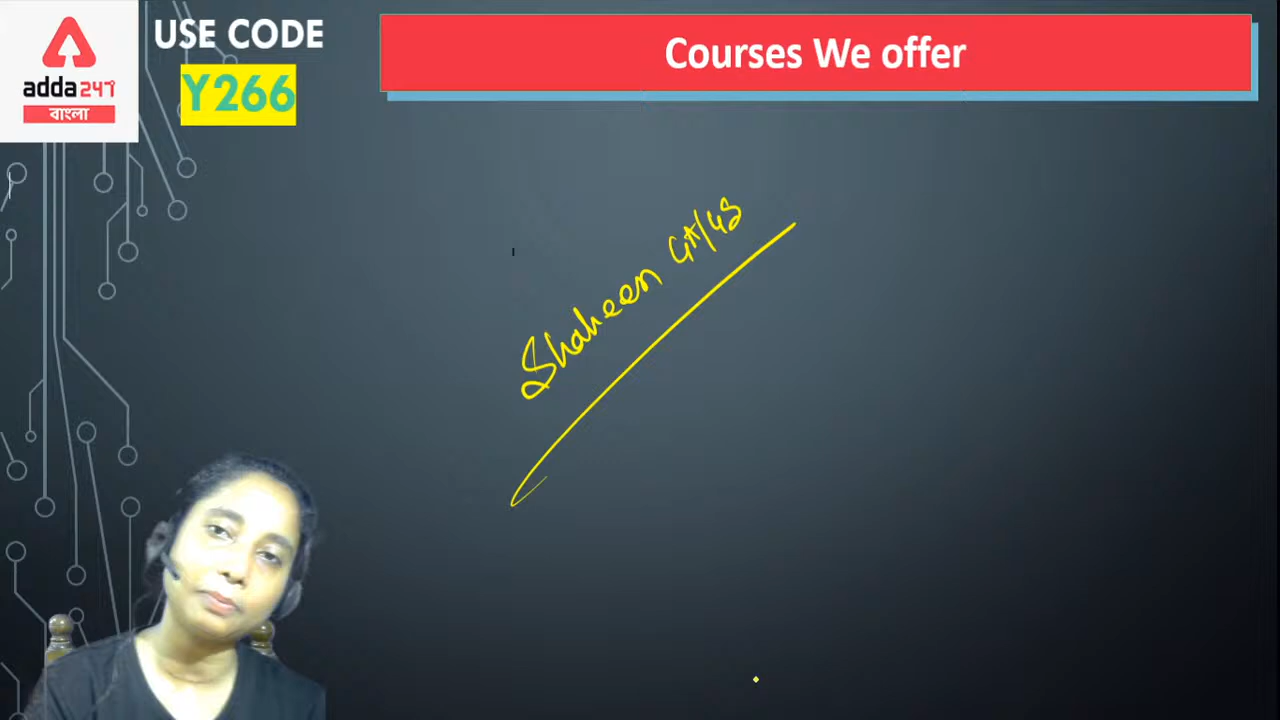 adda247
বাংলা
USE CODE
Y266
Courses We offer
Shaheen GA/GS